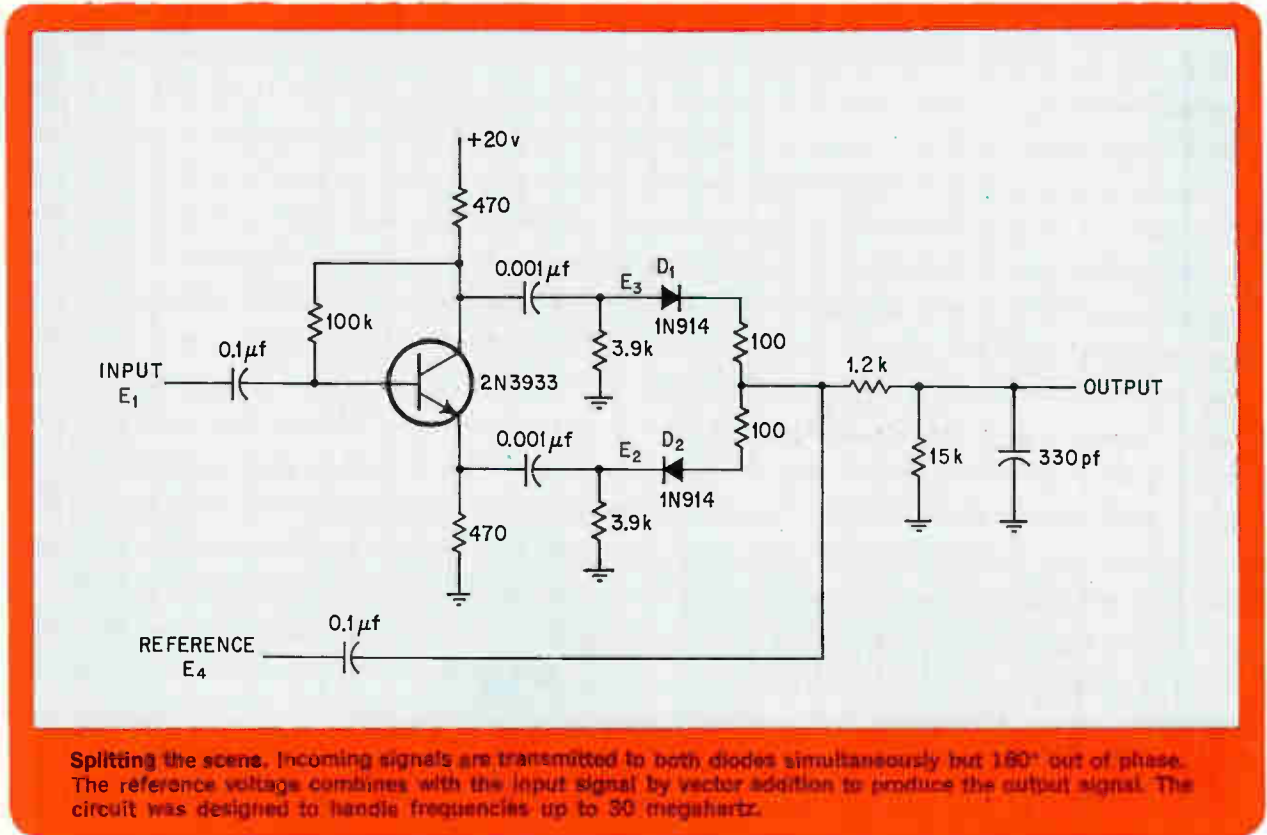 +20v
470
0.001μf
E₃
D₁
1N914
100k
3.9k
100
0.1μf
INPUT
E₁
2N3933
1.2k
OUTPUT
0.001μf
E₂
D₂
1N914
100
15k
330pf
470
3.9k
0.1μf
REFERENCE
E₄
Splitting the scene. Incoming signals are transmitted to both diodes simultaneously but 180° out of phase.
The reference voltage combines with the input signal by vector addition to produce the output signal. The
circuit was designed to handle frequencies up to 30 megahertz.